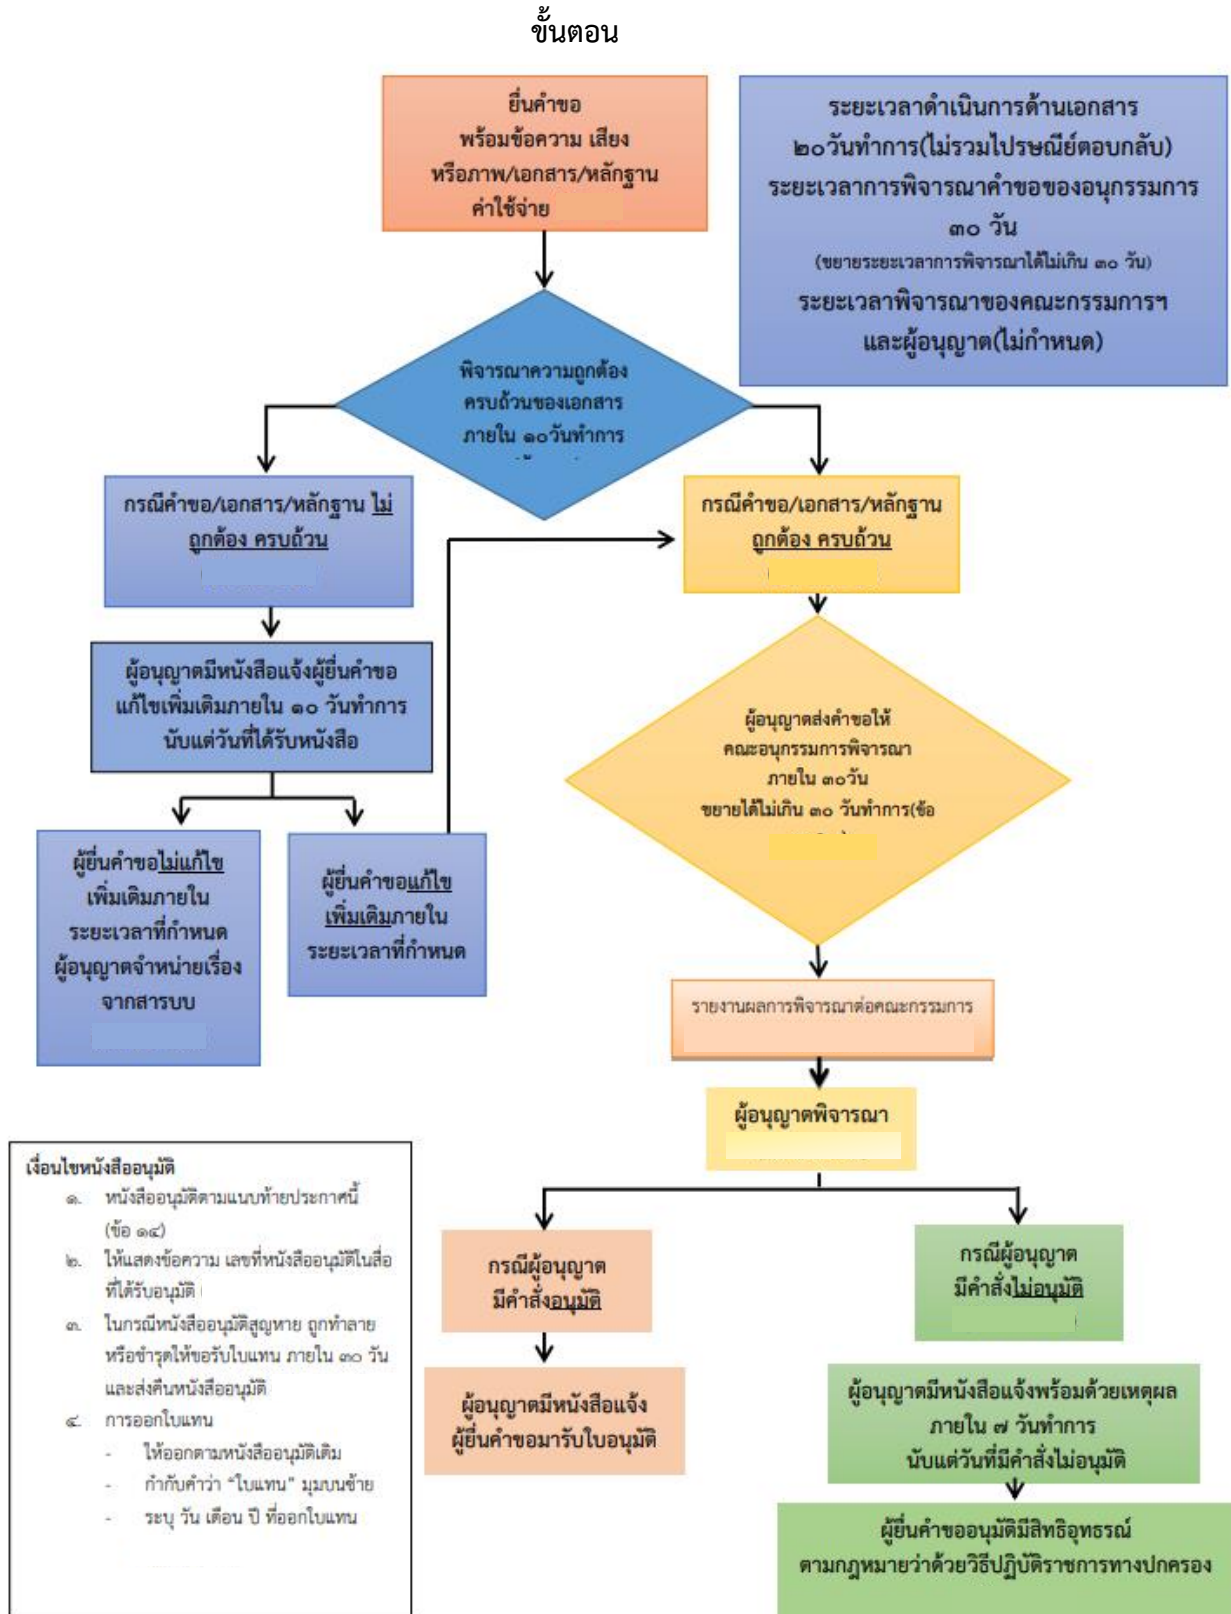 ขั้นตอน
ยื่นคำขอ
พร้อมข้อความ เสียง
หรือภาพ/เอกสาร/หลักฐาน
ค่าใช้จ่าย
ระยะเวลาดำเนินการด้านเอกสาร
๒๐วันทำการ(ไม่รวมไปรษณีย์ตอบกลับ)
ระยะเวลาการพิจารณาคำขอของอนุกรรมการ
๓๐ วัน
(ขยายระยะเวลาการพิจารณาได้ไม่เกิน ๓๐ วัน)
ระยะเวลาพิจารณาของคณะกรรมการฯ
และผู้อนุญาต(ไม่กำหนด)
พิจารณาความถูกต้อง
ครบถ้วนของเอกสาร
ภายใน ๑๐วันทำการ
กรณีคำขอ/เอกสาร/หลักฐาน ไม่
ถูกต้อง ครบถ้วน
กรณีคำขอ/เอกสาร/หลักฐาน
ถูกต้อง ครบถ้วน
ผู้อนุญาตมีหนังสือแจ้งผู้ยื่นคำขอ
แก้ไขเพิ่มเติมภายใน ๑๐ วันทำการ
นับแต่วันที่ได้รับหนังสือ
ผู้อนุญาตส่งคำขอให้
คณะอนุกรรมการพิจารณา
ภายใน ๓๐วัน
ขยายได้ไม่เกิน ๓๐ วันทำการ(ข้อ
ผู้ยื่นคำขอไม่แก้ไข
เพิ่มเติมภายใน
ระยะเวลาที่กำหนด
ผู้อนุญาตจำหน่ายเรื่อง
จากสารบบ
ผู้ยื่นคำขอแก้ไข
เพิ่มเติมภายใน
ระยะเวลาที่กำหนด
รายงานผลการพิจารณาต่อคณะกรรมการ
ผู้อนุญาตพิจารณา
เงื่อนไขหนังสืออนุมัติ
๑. หนังสืออนุมัติตามแนบท้ายประกาศนี้
(ข้อ ๑๔)
๒. ให้แสดงข้อความ เลขที่หนังสืออนุมัติในสื่อ
ที่ได้รับอนุมัติ
๓. ในกรณีหนังสืออนุมัติสูญหาย ถูกทำลาย
หรือชำรุดให้ขอรับใบแทน ภายใน ๓๐ วัน
และส่งคืนหนังสืออนุมัติ
๔. การออกใบแทน
- ให้ออกตามหนังสืออนุมัติเดิม
- กำกับคำว่า “ใบแทน” มุมบนซ้าย
- ระบุ วัน เดือน ปี ที่ออกใบแทน
กรณีผู้อนุญาต
มีคำสั่งอนุมัติ
กรณีผู้อนุญาต
มีคำสั่งไม่อนุมัติ
ผู้อนุญาตมีหนังสือแจ้ง
ผู้ยื่นคำขอมารับใบอนุมัติ
ผู้อนุญาตมีหนังสือแจ้งพร้อมด้วยเหตุผล
ภายใน ๗ วันทำการ
นับแต่วันที่มีคำสั่งไม่อนุมัติ
ผู้ยื่นคำขออนุมัติมีสิทธิอุทธรณ์
ตามกฎหมายว่าด้วยวิธีปฏิบัติราชการทางปกครอง